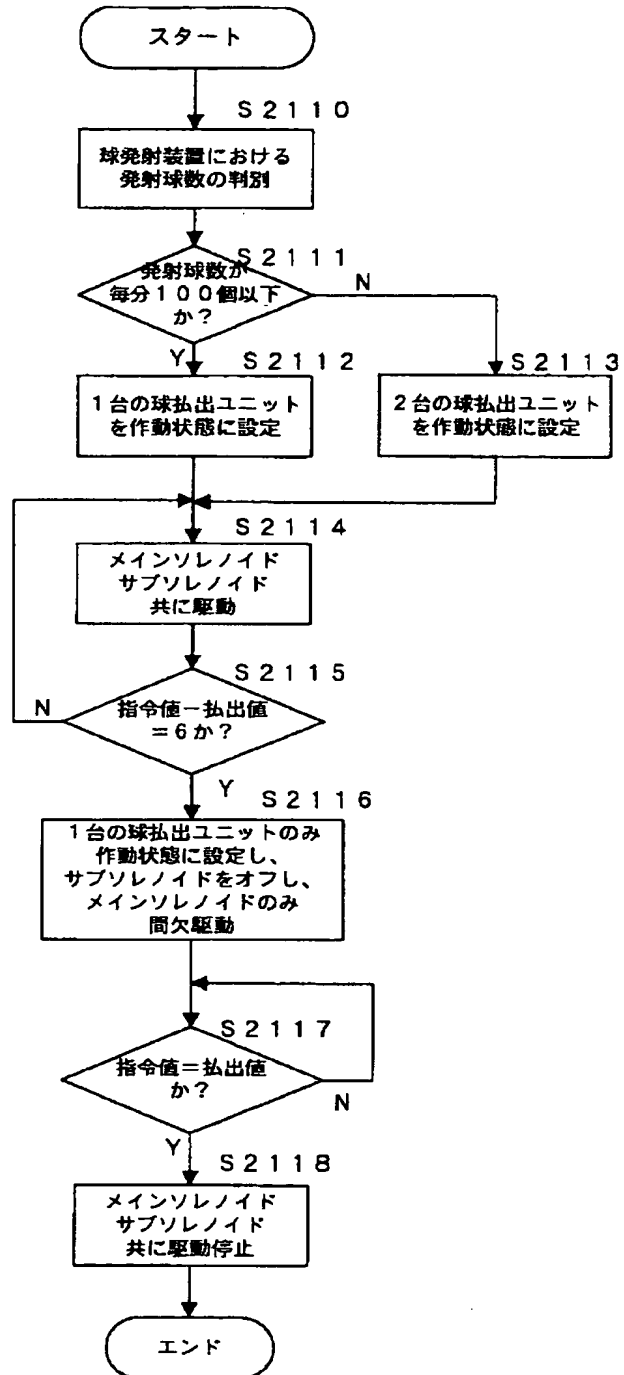 スタート
S2110
球発射装置における
発射球数の判別
S2111
発射球数が
毎分100個以下
か?
N
Y
S2112
1台の球払出ユニット
を作動状態に設定
S2113
2台の球払出ユニット
を作動状態に設定
S2114
メインソレノイド
サブソレノイド
共に駆動
S2115
指令値-払出値
=6か?
N
Y
S2116
1台の球払出ユニットのみ
作動状態に設定し、
サブソレノイドをオフし、
メインソレノイドのみ
間欠駆動
S2117
指令値=払出値
か?
N
Y
S2118
メインソレノイド
サブソレノイド
共に駆動停止
エンド